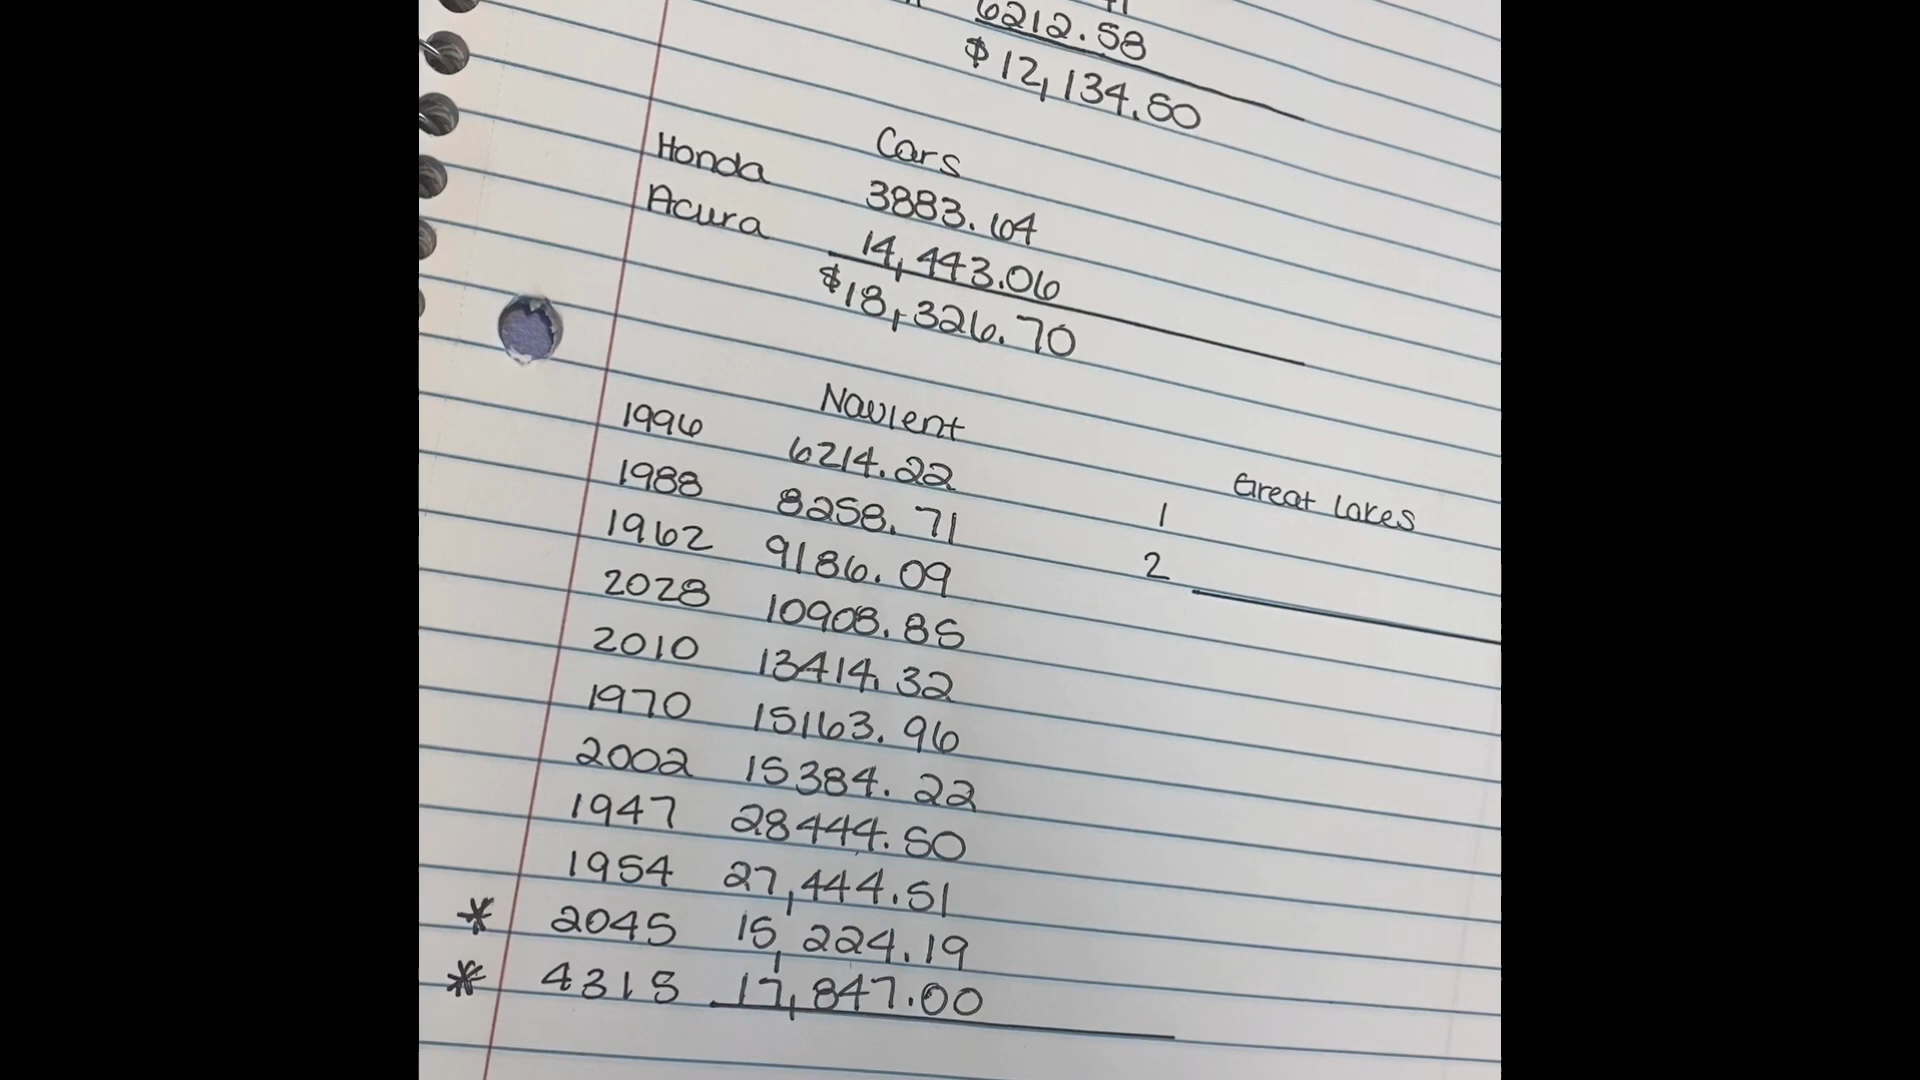 6212.58
$12,134.50
Cars
Honda 3883.64
Acura 14,443.06
$18,326.70
Navient
1996 6214.22
1988 8258.71
1962 9186.09
2028 10908.85
2010 13414.32
1970 15163.96
2002 15384.22
1947 28444.50
1954 27,444.51
* 2045 15,224.19
* 4315 17,847.00
Great Lakes
1
2